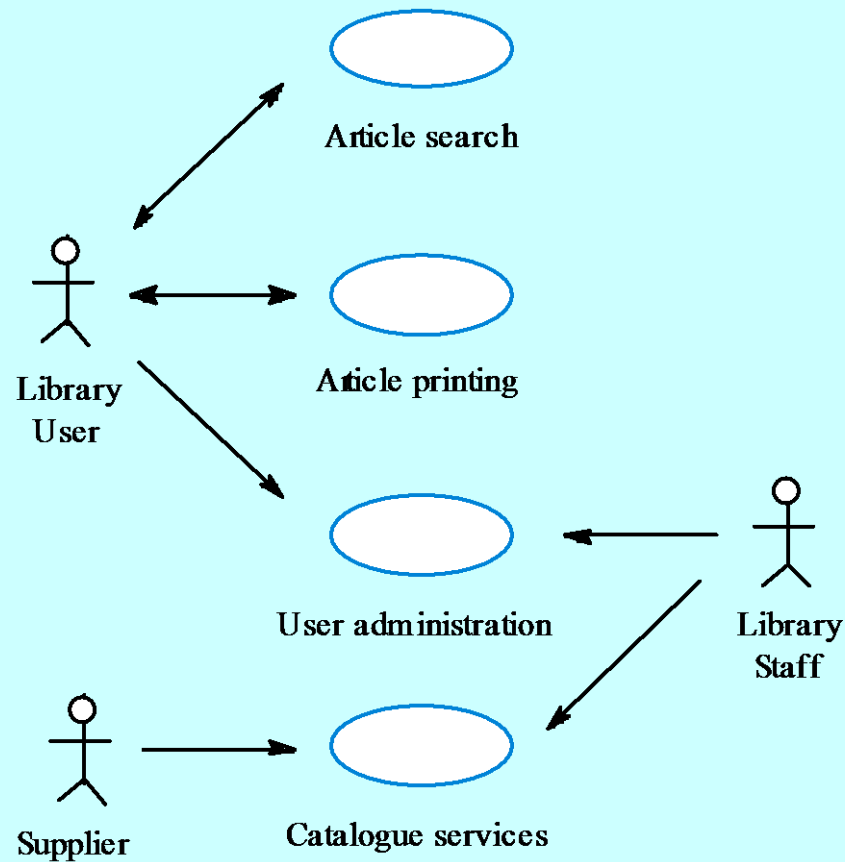 Article search
Article printing
Library
User
User administration
Library
Staff
Supplier
Catalogue services